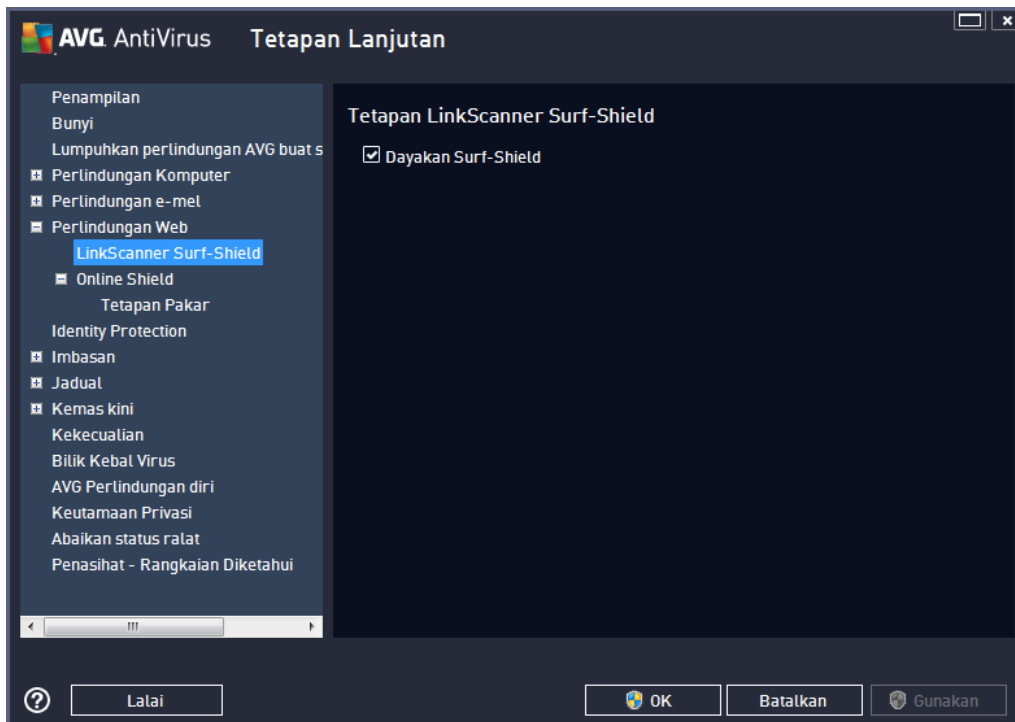 AVG. AntiVirus Tetapan Lanjutan
Penampilan
Bunyi
Lumpuhkan perlindungan AVG buat s
Perlindungan Komputer
Perlindungan e-mel
Perlindungan Web
LinkScanner Surf-Shield
Online Shield
Tetapan Pakar
Identity Protection
Imbasan
Jadual
Kemas kini
Kekecualian
Bilik Kebal Virus
AVG Perlindungan diri
Keutamaan Privasi
Abaikan status ralat
Penasihat - Rangkaian Diketahui
Tetapan LinkScanner Surf-Shield
Dayakan Surf-Shield
Lalai
OK
Batalkan
Gunakan